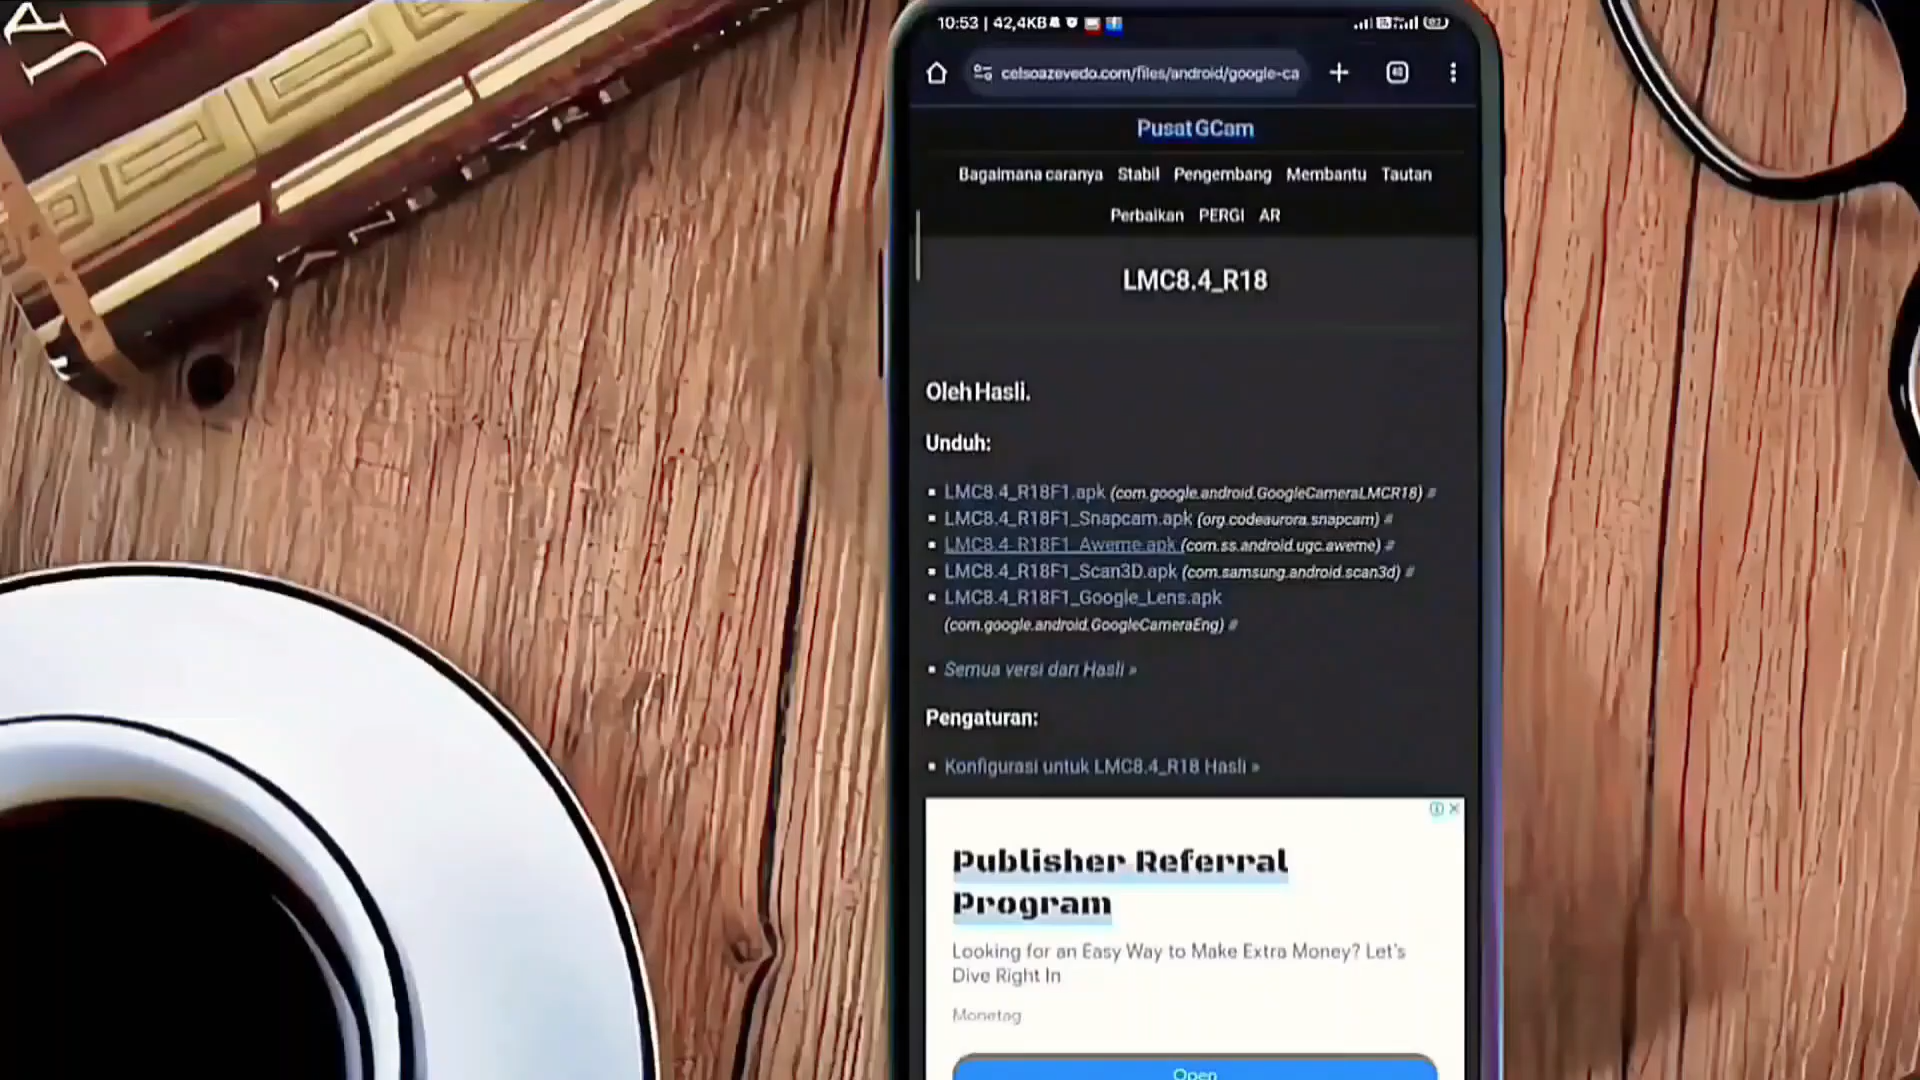 JA
10:53 | 42,4KB
celsoazevedo.com/files/android/google-ca
PusatGCam
Bagaimana caranya Stabil Pengembang Membantu Tautan
Perbaikan PERGI AR
LMC8.4_R18
Oleh Hasli.
Unduh:
▪ LMC8.4_R18F1.apk (com.google.android.GoogleCameraLMCR18) #
▪ LMC8.4_R18F1_Snapcam.apk (org.codeaurora.snapcam) #
▪ LMC8.4_R18F1_Aweme.apk (com.ss.android.ugc.aweme) #
▪ LMC8.4_R18F1_Scan3D.apk (com.samsung.android.scan3d) #
▪ LMC8.4_R18F1_Google_Lens.apk
(com.google.android.GoogleCameraEng) #
▪ Semua versi dari Hasli »
Pengaturan:
▪ Konfigurasi untuk LMC8.4_R18 Hasli »
Publisher Referral
Program
Looking for an Easy Way to Make Extra Money? Let's
Dive Right In
Monetag
Open